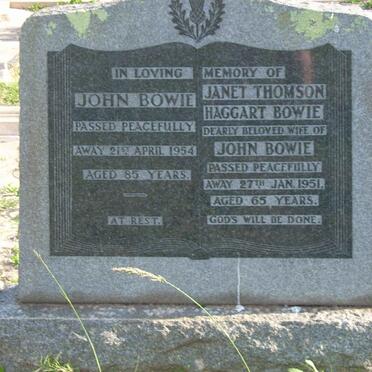 IN LOVING MEMORY OF
JOHN BOWIE
PASSED PEACEFULLY
AWAY 21ST APRIL 1954
AGED 85 YEARS.
AT REST.
JANET THOMSON
HAGGART BOWIE
DEARLY BELOVED WIFE OF
JOHN BOWIE
PASSED PEACEFULLY
AWAY 27TH JAN. 1951.
AGED 65 YEARS.
GOD'S WILL BE DONE.